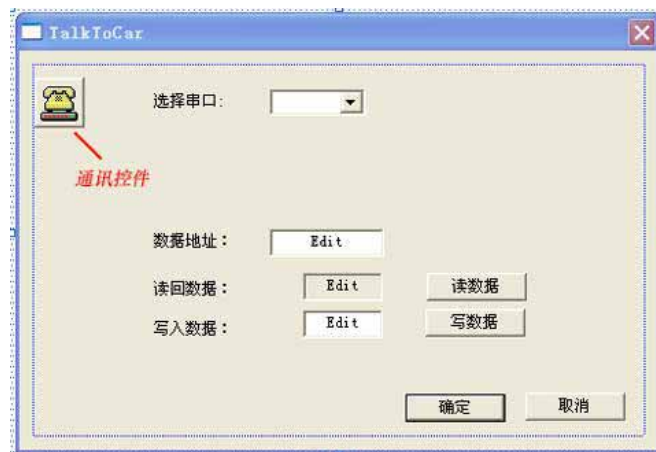 TalkToCar
选择串口:
通讯控件
数据地址： Edit
读回数据： Edit 读数据
写入数据： Edit 写数据
确定 取消